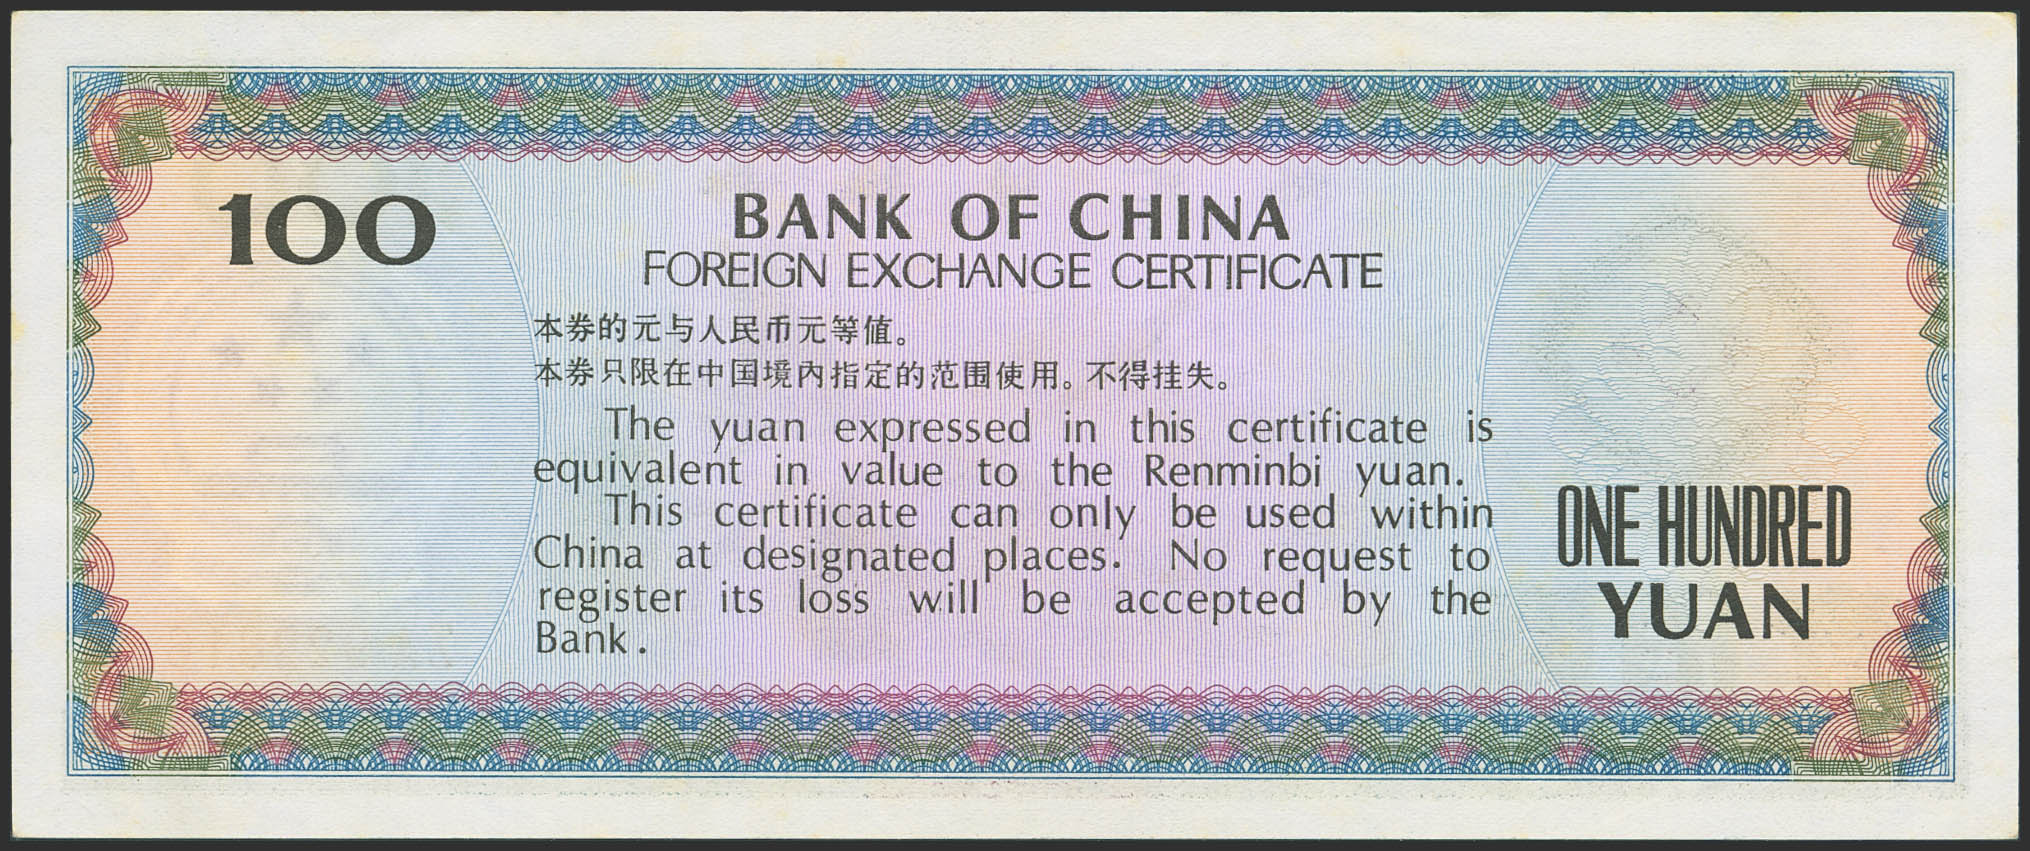 100
BANK OF CHINA
FOREIGN EXCHANGE CERTIFICATE
本券的元与人民币元等值。
本券只限在中国境内指定的范围使用。不得挂失。
The yuan expressed in this certificate is
equivalent in value to the Renminbi yuan.
This certificate can only be used within
China at designated places. No request to
register its loss will be accepted by the
Bank.
ONE HUNDRED
YUAN